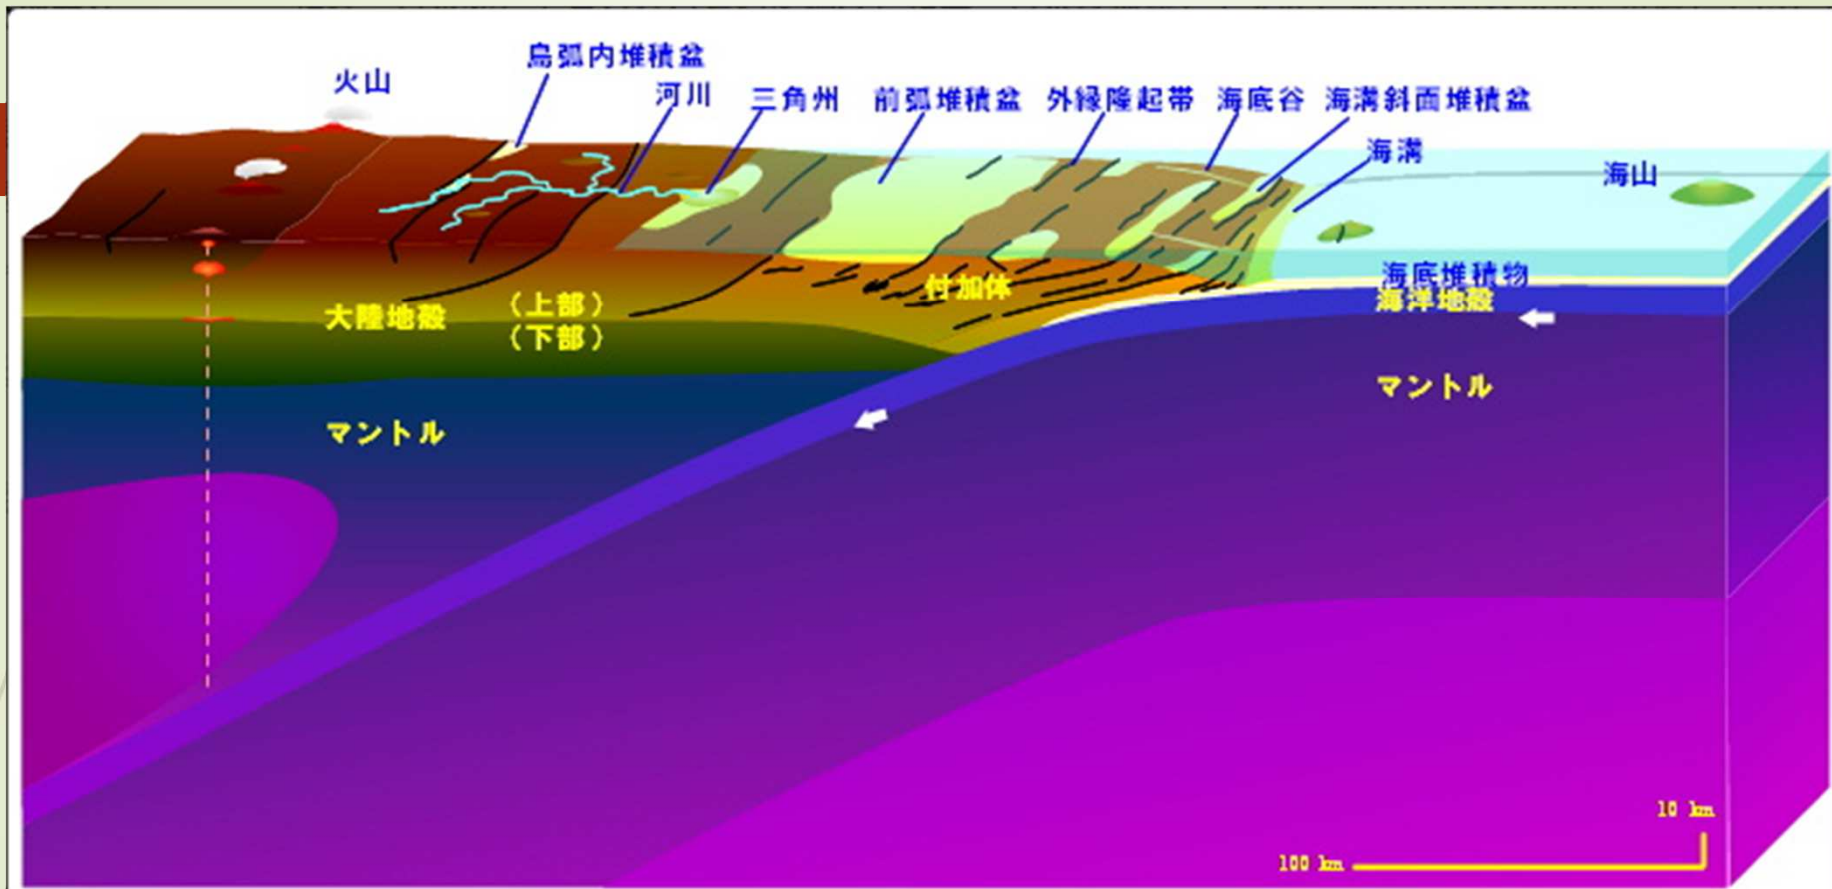 火山
島弧内堆積盆
河川
三角州
前弧堆積盆
外縁隆起帯
海底谷
海溝斜面堆積盆
海溝
海山
海底堆積物
海洋地殻
付加体
大陸地殻
（上部）
（下部）
マントル
マントル
10 km
100 km